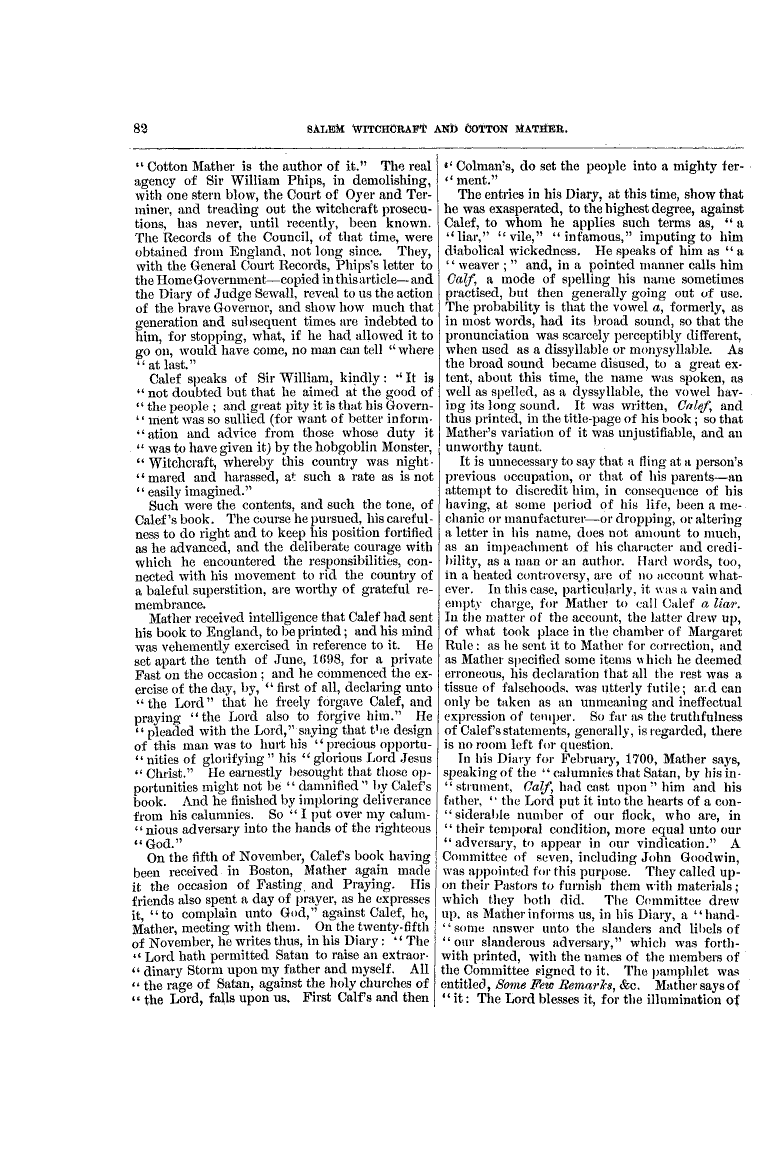 82
SALEM WITCHCRAFT AND COTTON MATHER.
“ Cotton Mather is the author of it.” The real
agency of Sir William Phips, in demolishing,
with one stern blow, the Court of Oyer and Ter-
miner, and treading out the witchcraft prosecu-
tions, has never, until recently, been known.
The Records of the Council, of that time, were
obtained from England, not long since. They,
with the General Court Records, Phips's letter to
the Home Government—copied in this article—and
the Diary of Judge Sewall, reveal to us the action
of the brave Governor, and show how much that
generation and subsequent times are indebted to
him, for stopping, what, if he had allowed it to
go on, would have come, no man can tell “ where
“ at last.”
Calef speaks of Sir William, kindly : “ It is
“ not doubted but that he aimed at the good of
“ the people ; and great pity it is that his Govern-
“ ment was so sullied (for want of better inform-
“ ation and advice from those whose duty it
“ was to have given it) by the hobgoblin Monster,
“ Witchcraft, whereby this country was night-
“ mared and harassed, at such a rate as is not
“ easily imagined.”
Such were the contents, and such the tone, of
Calef's book. The course he pursued, his careful-
ness to do right and to keep his position fortified
as he advanced, and the deliberate courage with
which he encountered the responsibilities, con-
nected with his movement to rid the country of
a baleful superstition, are worthy of grateful re-
membrance.
Mather received intelligence that Calef had sent
his book to England, to be printed ; and his mind
was vehemently exercised in reference to it. He
set apart the tenth of June, 1698, for a private
Fast on the occasion ; and he commenced the ex-
ercise of the day, by, “ first of all, declaring unto
“ the Lord” that he freely forgave Calef, and
praying “ the Lord also to forgive him.” He
“ pleaded with the Lord,” saying that the design
of this man was to hurt his “ precious opportu-
“ nities of glorifying ” his “ glorious Lord Jesus
“ Christ.” He earnestly besought that those op-
portunities might not be “ damnified ” by Calef's
book. And he finished by imploring deliverance
from his calumnies. So “ I put over my calum-
“ nious adversary into the hands of the righteous
“ God.”
On the fifth of November, Calef's book having
been received in Boston, Mather again made
it the occasion of Fasting and Praying. His
friends also spent a day of prayer, as he expresses
it, “ to complain unto God,” against Calef, he,
Mather, meeting with them. On the twenty-fifth
of November, he writes thus, in his Diary : “ The
“ Lord hath permitted Satan to raise an extraor-
“ dinary Storm upon my father and myself. All
“ the rage of Satan, against the holy churches of
“ the Lord, falls upon us. First Calf's and then
“ Colman's, do set the people into a mighty fer-
“ ment.”
The entries in his Diary, at this time, show that
he was exasperated, to the highest degree, against
Calef, to whom he applies such terms as, “ a
“ liar,” “ vile,” “ infamous,” imputing to him
diabolical wickedness. He speaks of him as “ a
“ weaver ; ” and, in a pointed manner calls him
Calf, a mode of spelling his name sometimes
practised, but then generally going out of use.
The probability is that the vowel a, formerly, as
in most words, had its broad sound, so that the
pronunciation was scarcely perceptibly different,
when used as a dissyllable or monysyllable. As
the broad sound became disused, to a great ex-
tent, about this time, the name was spoken, as
well as spelled, as a dysyllable, the vowel hav-
ing its long sound. It was written, Calef, and
thus printed, in the title-page of his book ; so that
Mather's variation of it was unjustifiable, and an
unworthy taunt.
It is unnecessary to say that a fling at a person's
previous occupation, or that of his parents—an
attempt to discredit him, in consequence of his
having, at some period of his life, been a me-
chanic or manufacturer—or dropping, or altering
a letter in his name, does not amount to much,
as an impeachment of his character and credi-
bility, as a man or an author. Hard words, too,
in a heated controversy, are of no account what-
ever. In this case, particularly, it was a vain and
empty charge, for Mather to call Calef a liar.
In the matter of the account, the latter drew up,
of what took place in the chamber of Margaret
Rule : as he sent it to Mather for correction, and
as Mather specified some items which he deemed
erroneous, his declaration that all the rest was a
tissue of falsehoods, was utterly futile ; and can
only be taken as an unmeaning and ineffectual
expression of temper. So far as the truthfulness
of Calef's statements, generally, is regarded, there
is no room left for question.
In his Diary for February, 1700, Mather says,
speaking of the “ calumnies that Satan, by his in-
“ strument, Calf, had cast upon ” him and his
father, “ the Lord put it into the hearts of a con-
“ siderable number of our flock, who are, in
“ their temporal condition, more equal unto our
“ adversary, to appear in our vindication.” A
Committee of seven, including John Goodwin,
was appointed for this purpose. They called up-
on their Pastors to furnish them with materials ;
which they both did. The Committee drew
up, as Mather informs us, in his Diary, a “ hand-
“ some answer unto the slanders and libels of
“ our slanderous adversary,” which was forth-
with printed, with the names of the members of
the Committee signed to it. The pamphlet was
entitled, Some Few Remarks, &c. Mather says of
“ it : The Lord blesses it, for the illumination of